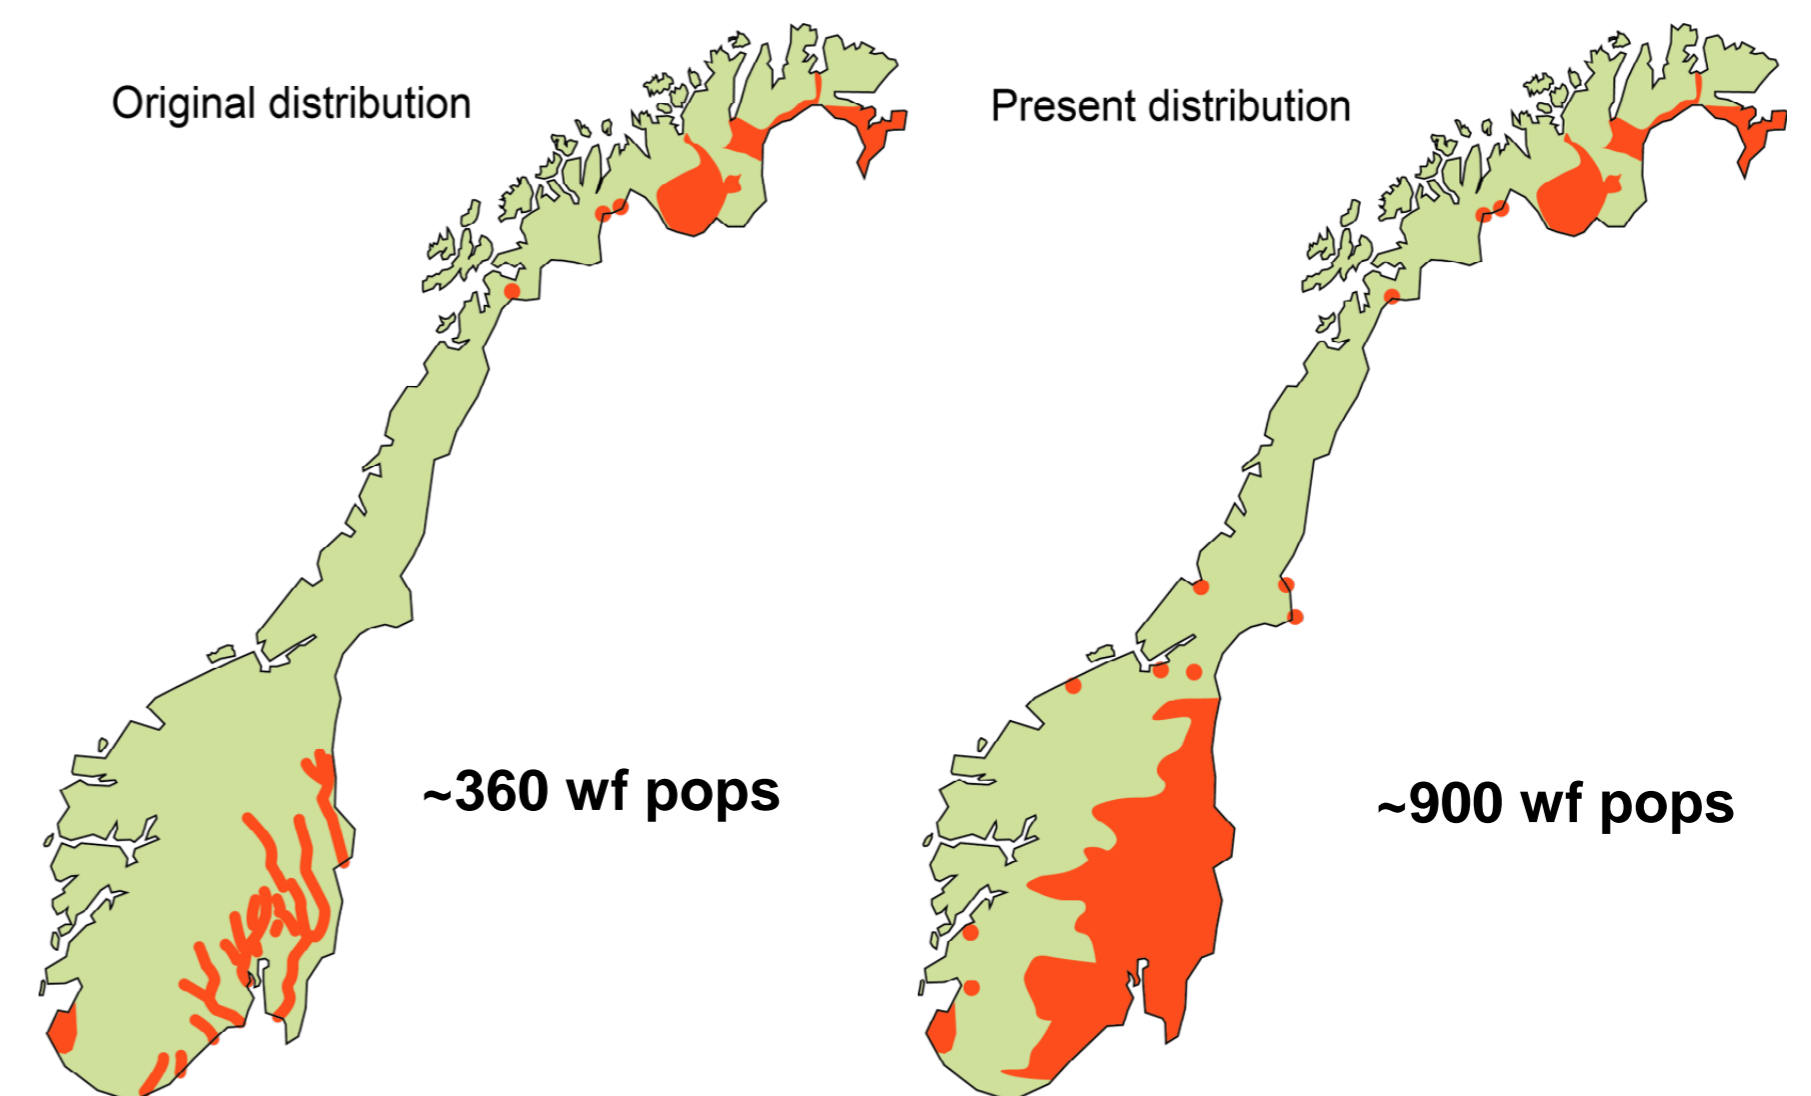 Original distribution
Present distribution
~360 wf pops
~900 wf pops